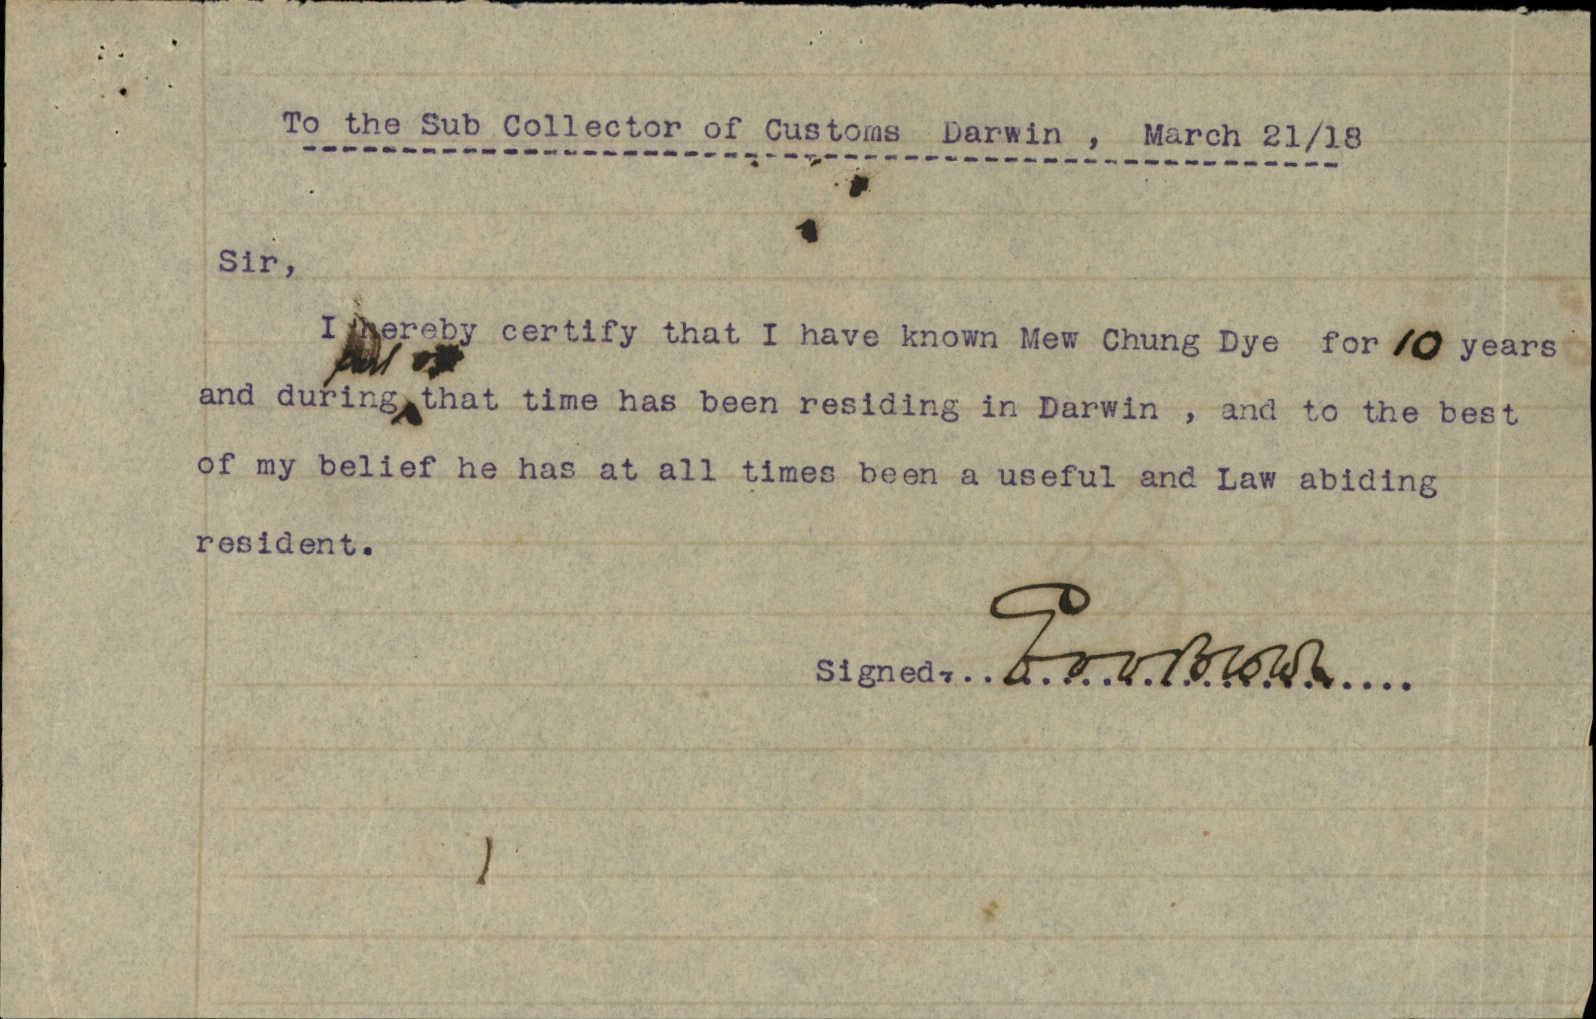 To the Sub Collector of Customs  Darwin ,  March 21/18
Sir,
I hereby certify that I have known Mew Chung Dye  for 10 years
and during that time has been residing in Darwin , and to the best
of my belief he has at all times been a useful and Law abiding
resident.
Signed